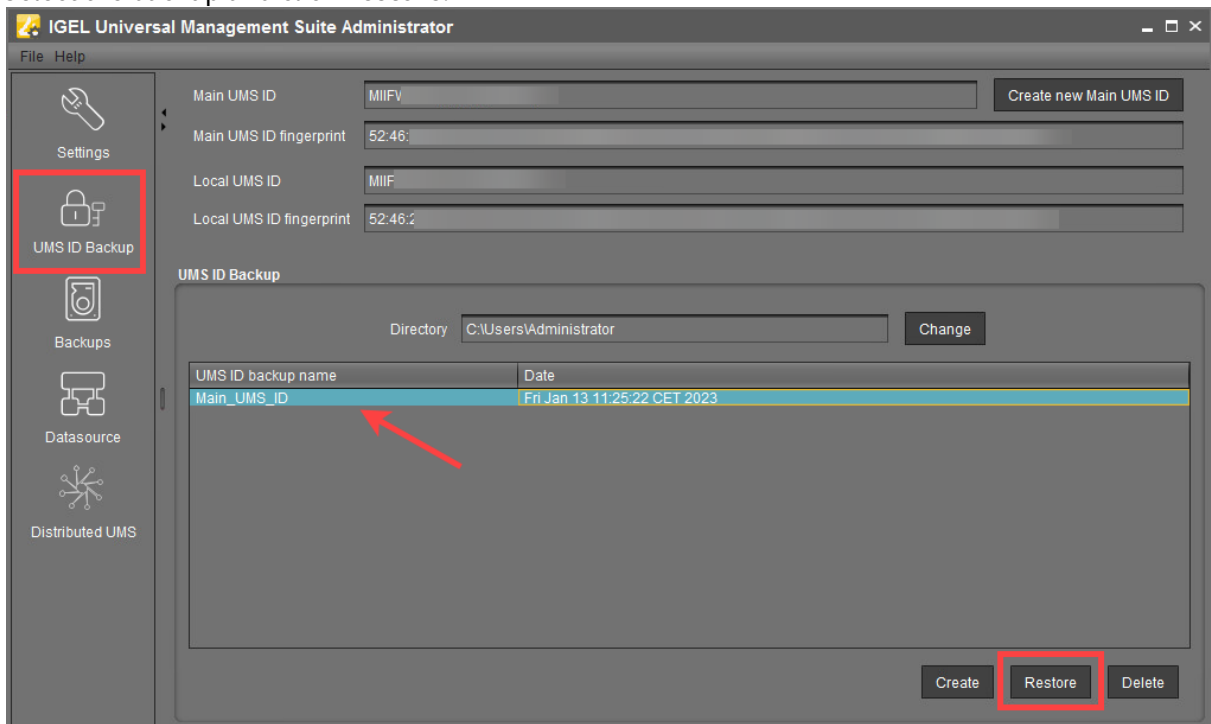 IGEL Universal Management Suite Administrator
File Help
Settings
UMS ID Backup
Backups
Datasource
Distributed UMS
Main UMS ID MIIFV Create new Main UMS ID
Main UMS ID fingerprint 52:46:
Local UMS ID MIIF
Local UMS ID fingerprint 52:46:2
UMS ID Backup
Directory C:\Users\Administrator Change
UMS ID backup name Date
Main_UMS_ID Fri Jan 13 11:25:22 CET 2023
Create Restore Delete